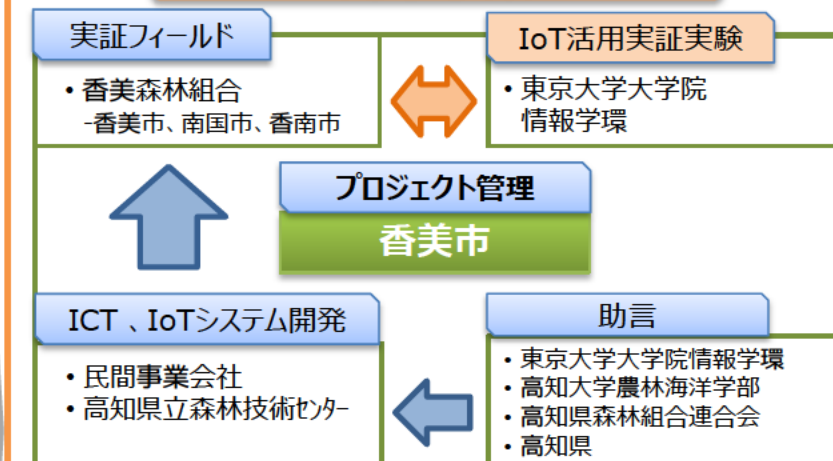 実証フィールド
・香美森林組合
-香美市、南国市、香南市
IoT活用実証実験
・東京大学大学院
情報学環
プロジェクト管理
香美市
ICT 、IoTシステム開発
・民間事業会社
・高知県立森林技術ｾﾝﾀｰ
助言
・東京大学大学院情報学環
・高知大学農林海洋学部
・高知県森林組合連合会
・高知県